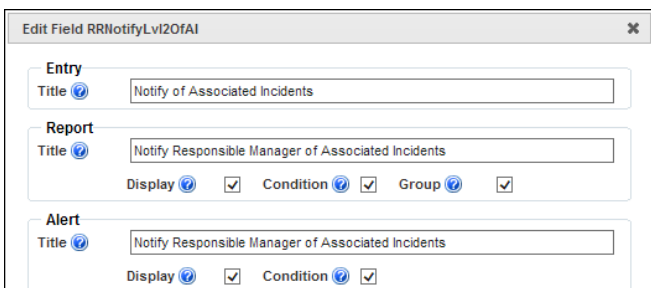 Edit Field RRNotifyLvl2OfAI
Entry
Title Notify of Associated Incidents
Report
Title Notify Responsible Manager of Associated Incidents
Display Condition Group
Alert
Title Notify Responsible Manager of Associated Incidents
Display Condition